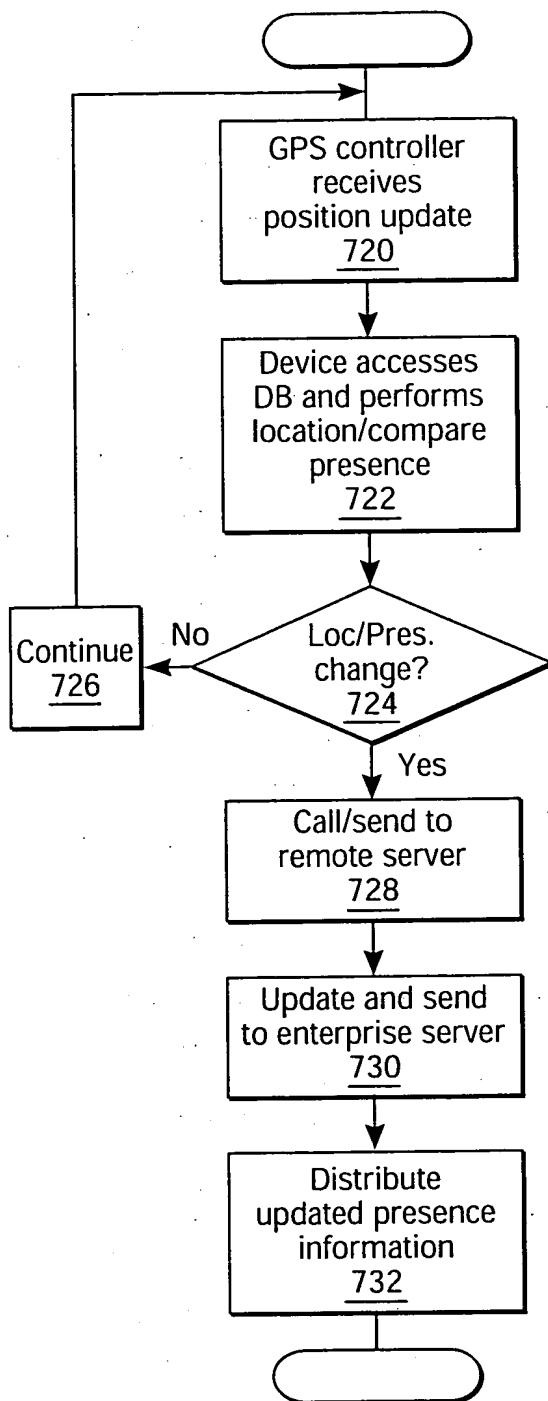 GPS controller
receives
position update
720
Device accesses
DB and performs
location/compare
presence
722
Loc/Pres.
change?
724
No
Continue
726
Yes
Call/send to
remote server
728
Update and send
to enterprise server
730
Distribute
updated presence
information
732